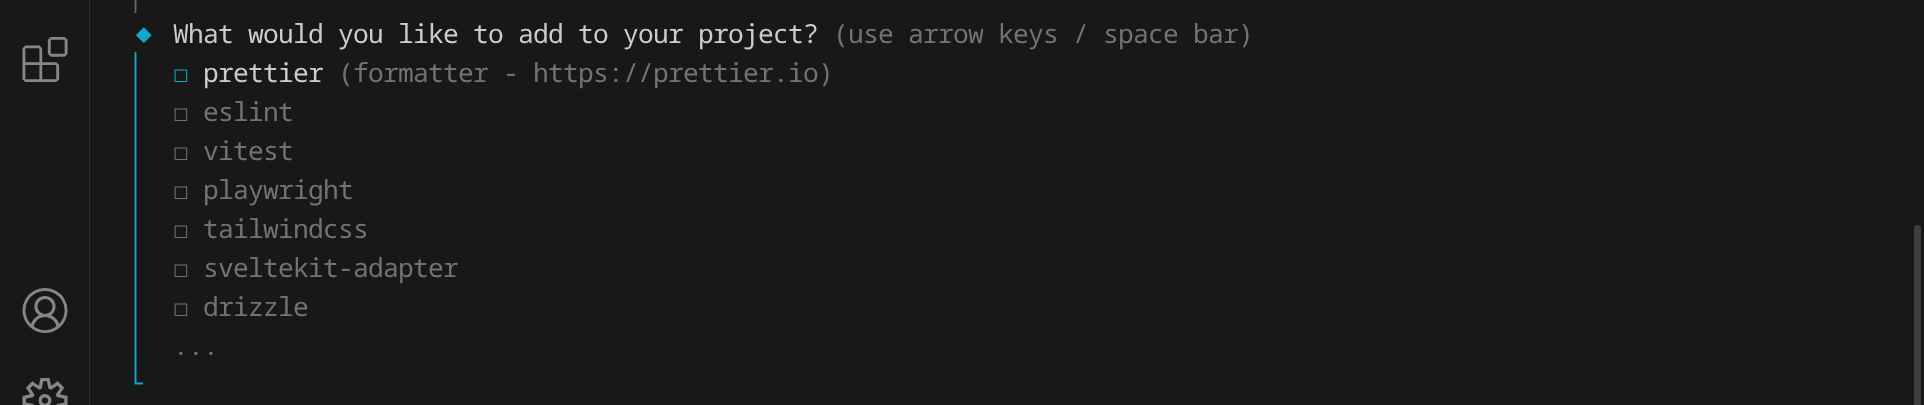 What would you like to add to your project? (use arrow keys / space bar)
prettier (formatter - https://prettier.io)
eslint
vitest
playwright
tailwindcss
sveltekit-adapter
drizzle
...